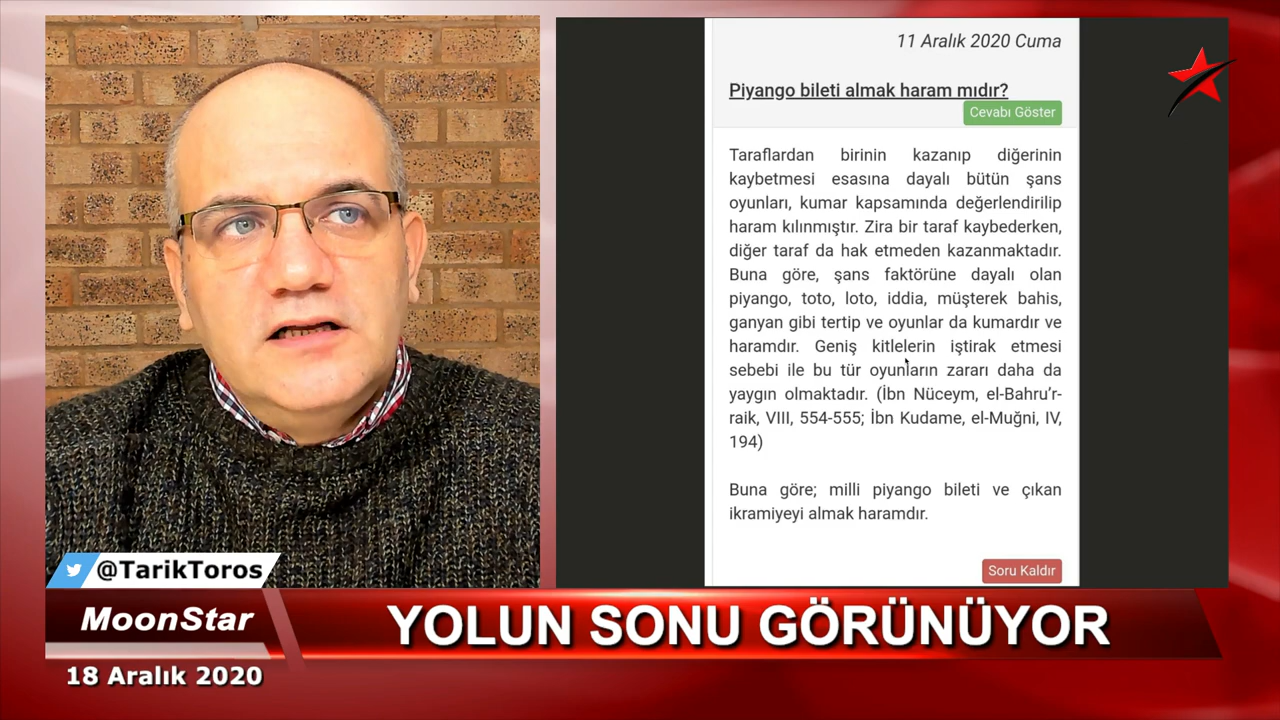 11 Aralık 2020 Cuma
Piyango bileti almak haram mıdır?
Cevabı Göster
Taraflardan birinin kazanıp diğerinin
kaybetmesi esasına dayalı bütün şans
oyunları, kumar kapsamında değerlendirilip
haram kılınmıştır. Zira bir taraf kaybederken,
diğer taraf da hak etmeden kazanmaktadır.
Buna göre, şans faktörüne dayalı olan
piyango, toto, loto, iddia, müşterek bahis,
ganyan gibi tertip ve oyunlar da kumardır ve
haramdır. Geniş kitlelerin iştirak etmesi
sebebi ile bu tür oyunların zararı daha da
yaygın olmaktadır. (İbn Nüceym, el-Bahru’r-
raik, VIII, 554-555; İbn Kudame, el-Muğni, IV,
194)
Buna göre; milli piyango bileti ve çıkan
ikramiyeyi almak haramdır.
Soru Kaldır
@TarikToros
MoonStar
YOLUN SONU GÖRÜNÜYOR
18 Aralık 2020